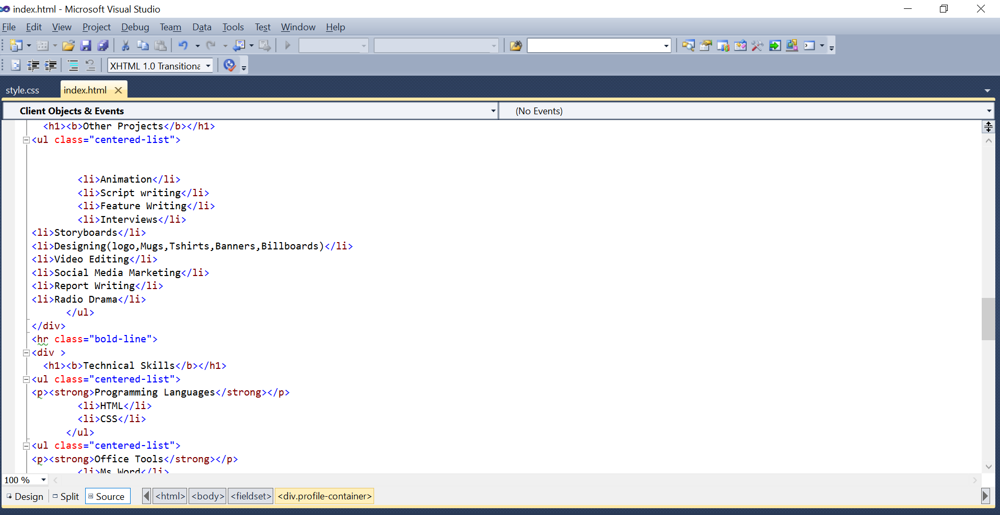 index.html - Microsoft Visual Studio
File Edit View Project Debug Team Data Tools Test Window Help
XHTML 1.0 Transitiona
style.css index.html
Client Objects & Events (No Events)
<h1><b>Other Projects</b></h1>
<ul class="centered-list">
<li>Animation</li>
<li>Script writing</li>
<li>Feature Writing</li>
<li>Interviews</li>
<li>Storyboards</li>
<li>Designing(logo,Mugs,Tshirts,Banners,Billboards)</li>
<li>Video Editing</li>
<li>Social Media Marketing</li>
<li>Report Writing</li>
<li>Radio Drama</li>
</ul>
</div>
<hr class="bold-line">
<div >
<h1><b>Technical Skills</b></h1>
<ul class="centered-list">
<p><strong>Programming Languages</strong></p>
<li>HTML</li>
<li>CSS</li>
</ul>
<ul class="centered-list">
<p><strong>Office Tools</strong></p>
<li>Ms Word</li>
100 %
Design Split Source <html> <body> <fieldset> <div.profile-container>